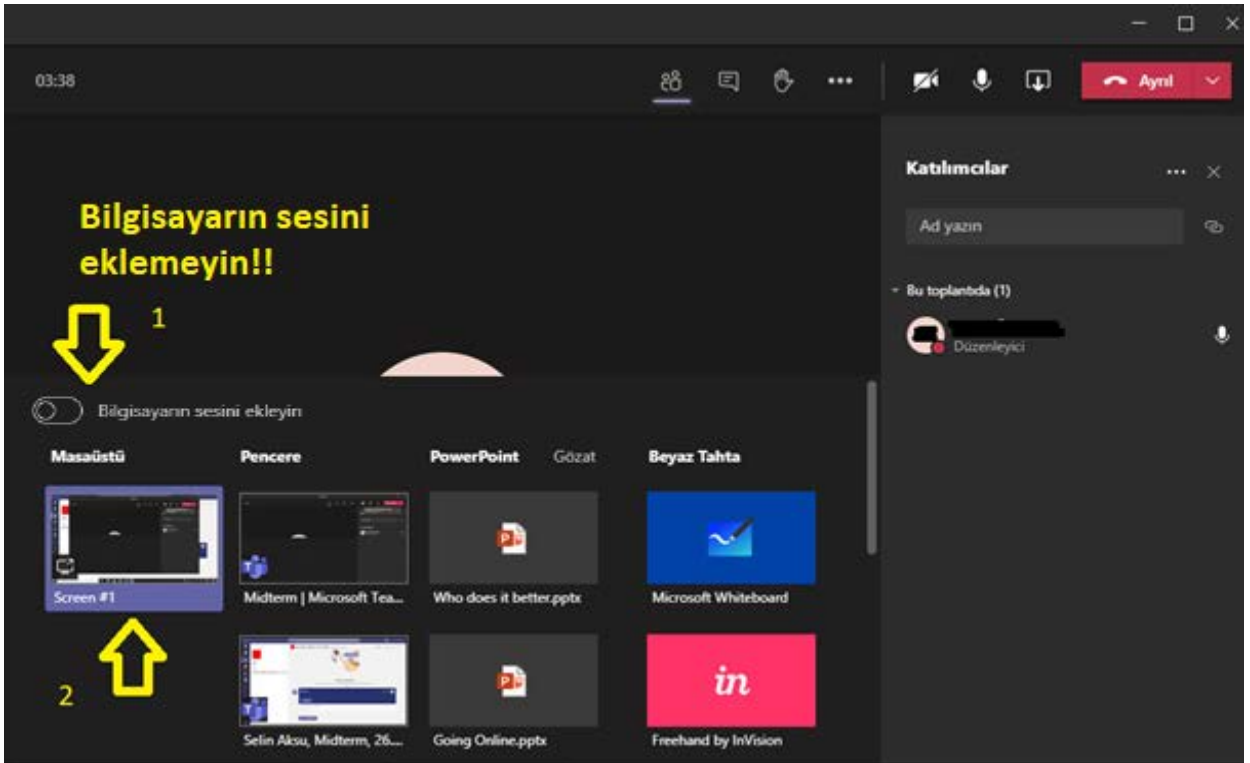 03:38
Ayrıl
Katılımcılar
Ad yazın
Bu toplantıda (1)
Düzenleyici
Bilgisayarın sesini
eklemeyin!!
1
Bilgisayarın sesini ekleyin
Masaüstü
Pencere
PowerPoint
Gözat
Beyaz Tahta
Screen #1
Midterm | Microsoft Tea...
Who does it better.pptx
Microsoft Whiteboard
2
in
Selin Aksu, Midterm, 26....
Going Online.pptx
Freehand by InVision